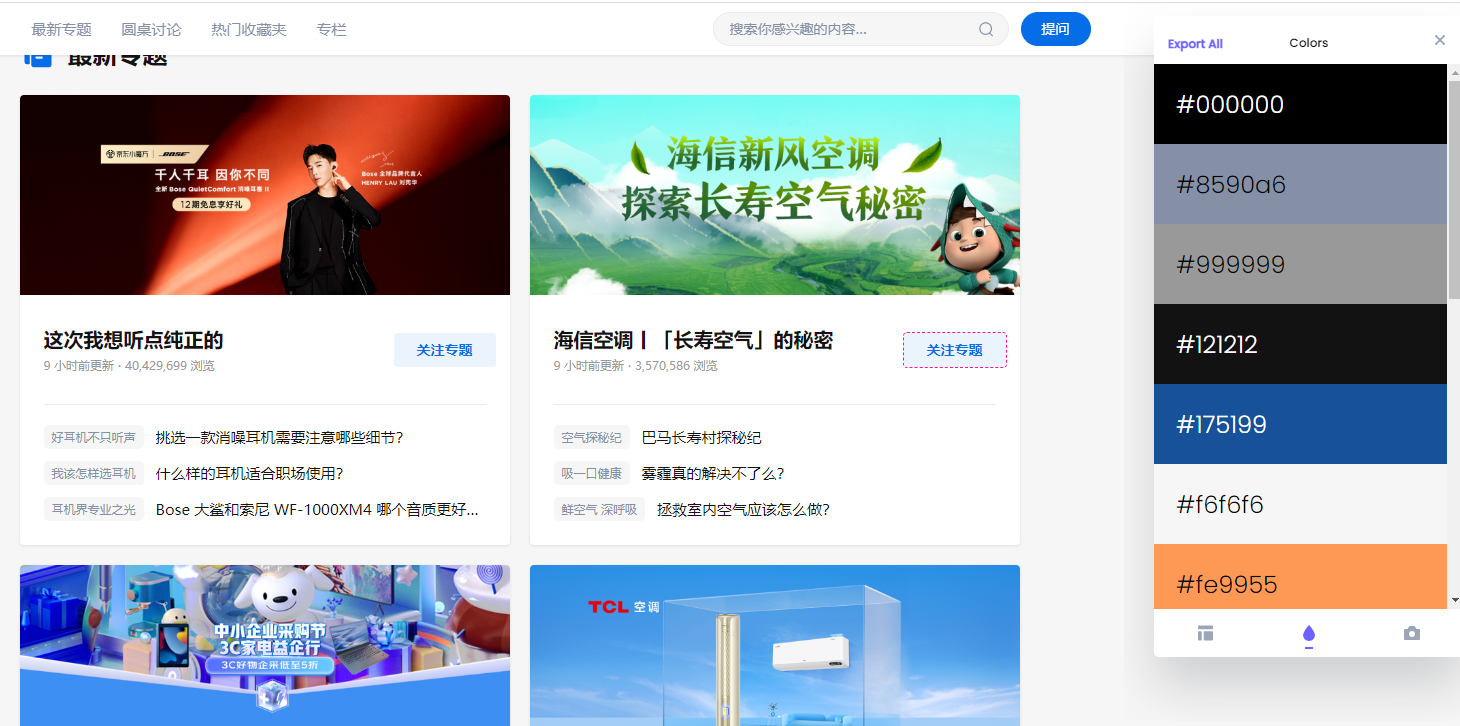 最新专题 圆桌讨论 热门收藏夹 专栏 搜索你感兴趣的内容... 提问
最新专题
京东小魔方 BOSE
千人千耳 因你不同
全新 Bose QuietComfort 消噪耳塞 II
12期免息享好礼
Bose 全球品牌代言人
HENRY LAU 刘宪华
海信新风空调
探索长寿空气秘密
这次我想听点纯正的
9 小时前更新 · 40,429,699 浏览
关注专题
好耳机不只听声 挑选一款消噪耳机需要注意哪些细节?
我该怎样选耳机 什么样的耳机适合职场使用?
耳机界专业之光 Bose 大鲨和索尼 WF-1000XM4 哪个音质更好...
海信空调丨「长寿空气」的秘密
9 小时前更新 · 3,570,586 浏览
关注专题
空气探秘纪 巴马长寿村探秘纪
吸一口健康 雾霾真的解决不了么?
鲜空气 深呼吸 拯救室内空气应该怎么做?
中小企业采购节
3C家电益企行
3C好物企采低至5折
TCL 空调
Export All Colors
#000000
#8590a6
#999999
#121212
#175199
#f6f6f6
#fe9955